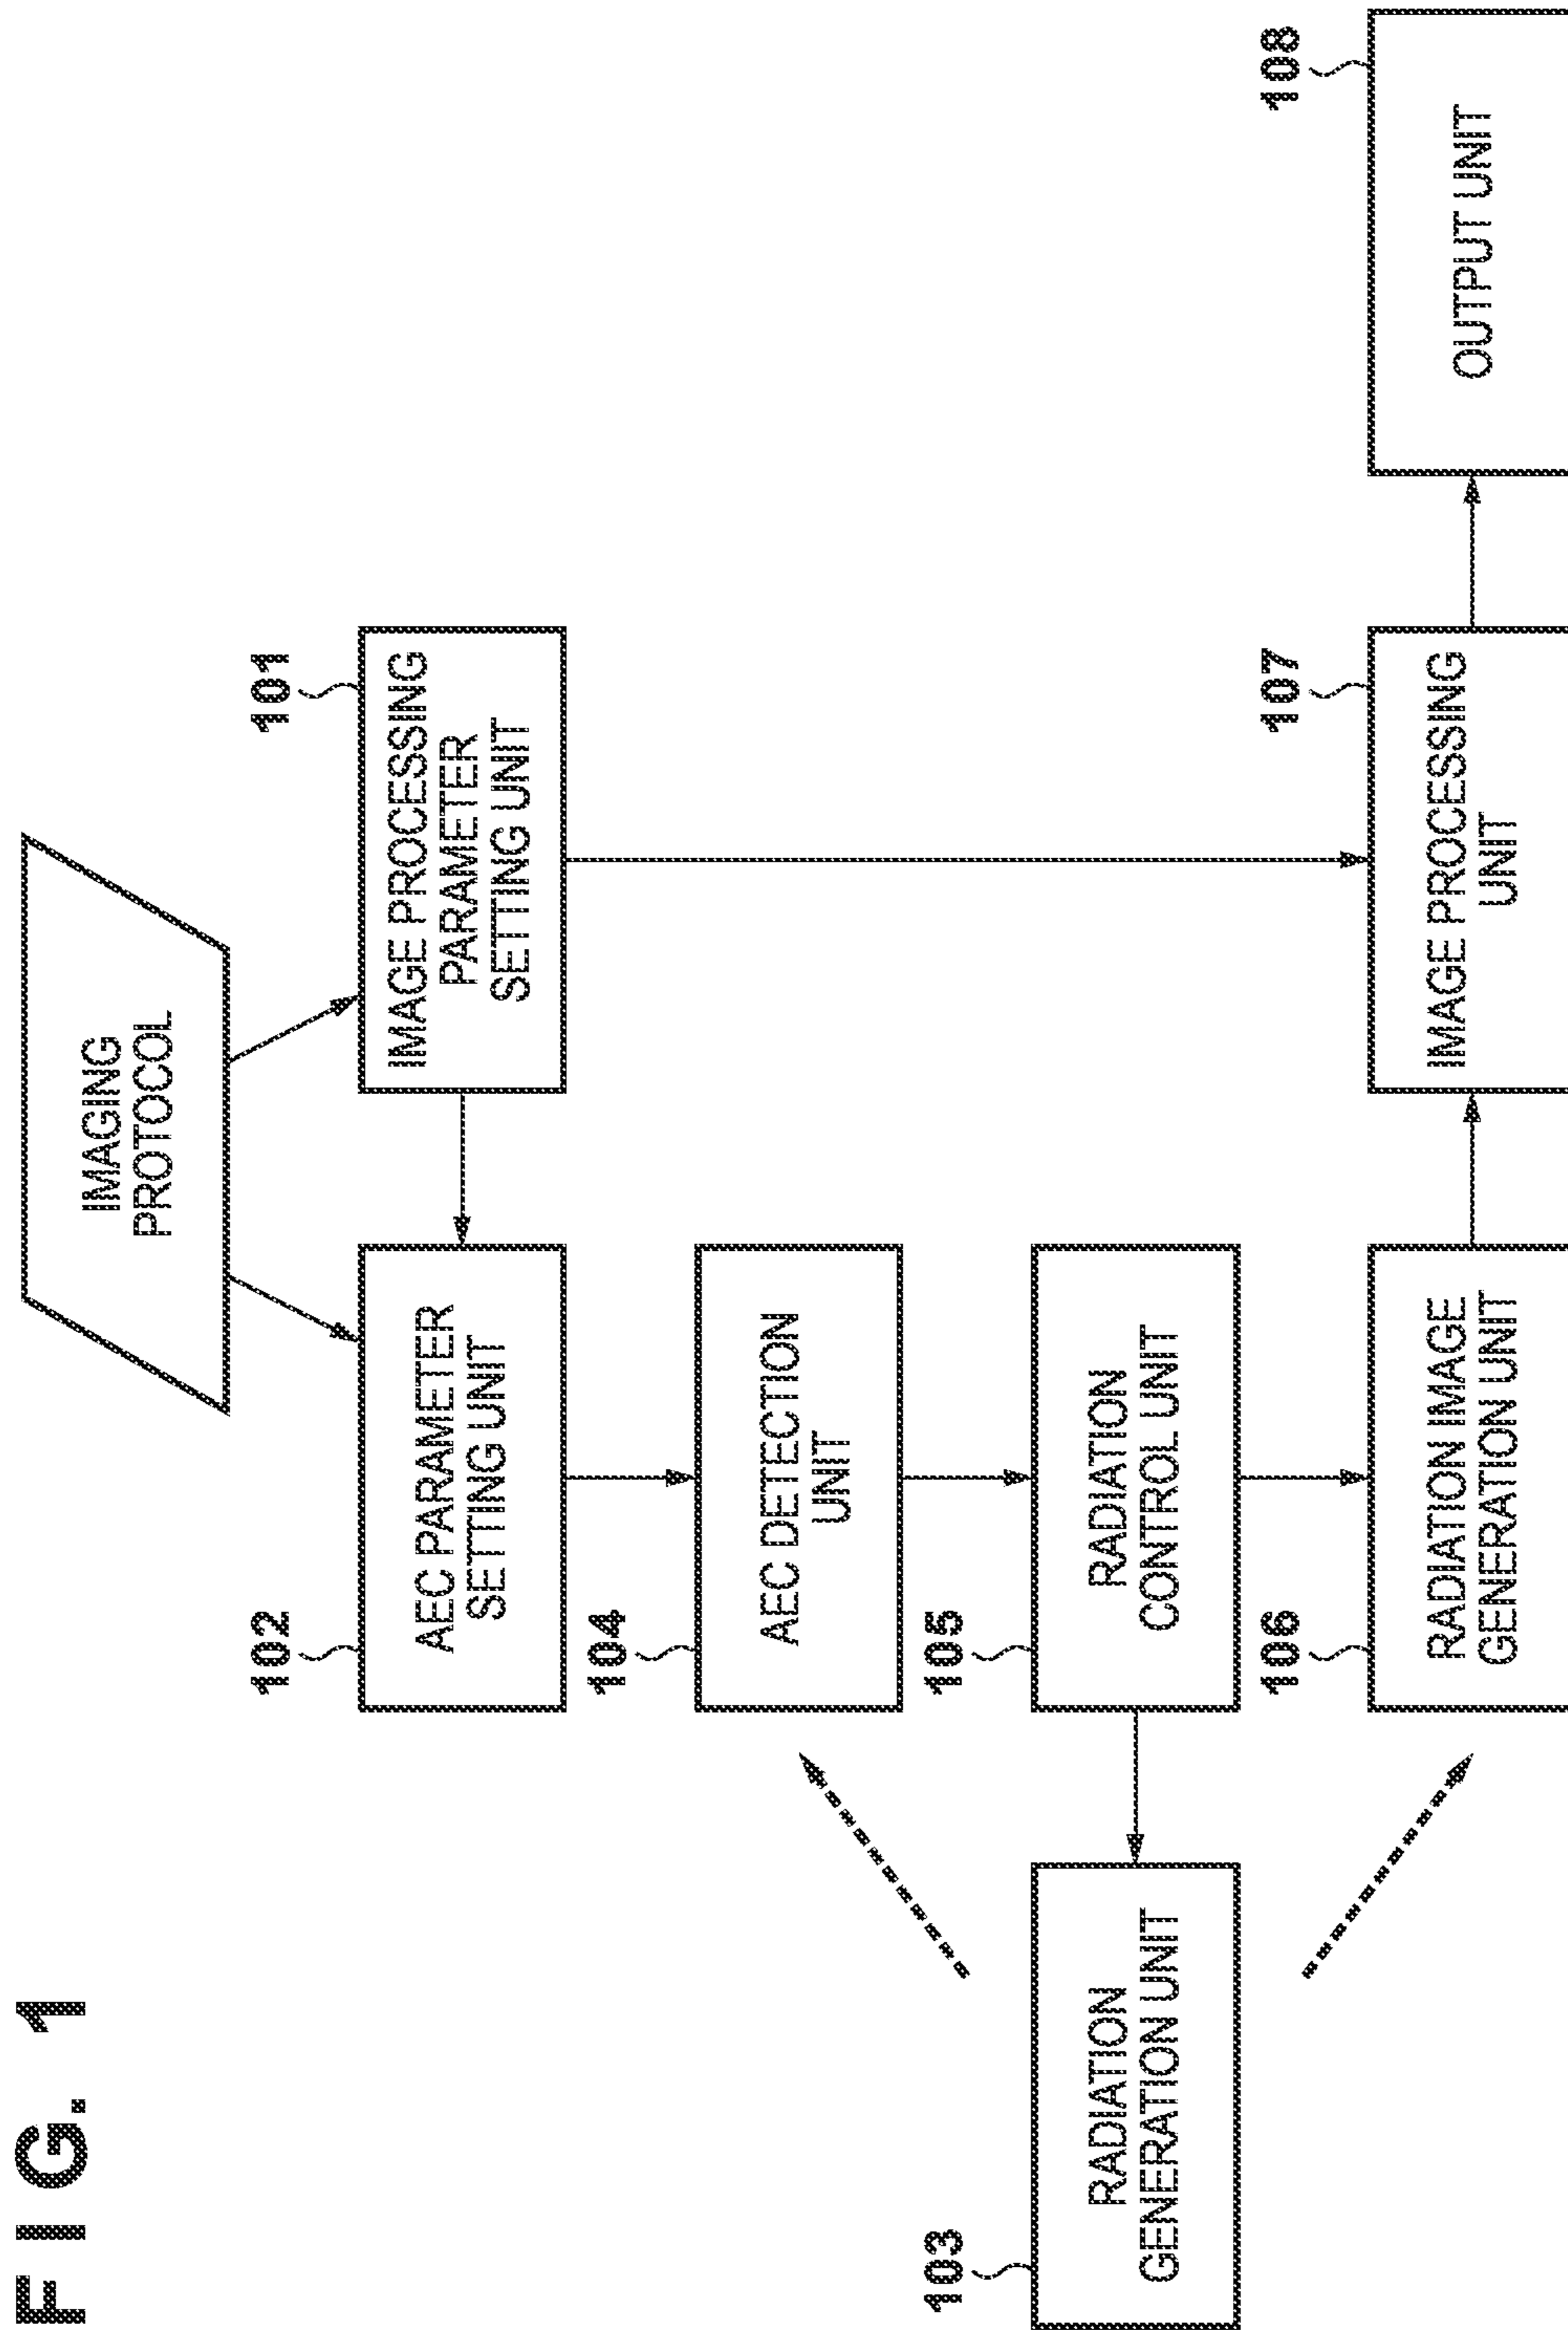 FIG. 1
IMAGING
PROTOCOL
102
AEC PARAMETER
SETTING UNIT
101
IMAGE PROCESSING
PARAMETER
SETTING UNIT
104
AEC DETECTION
UNIT
103
RADIATION
GENERATION UNIT
105
RADIATION
CONTROL UNIT
106
RADIATION IMAGE
GENERATION UNIT
107
IMAGE PROCESSING
UNIT
108
OUTPUT UNIT